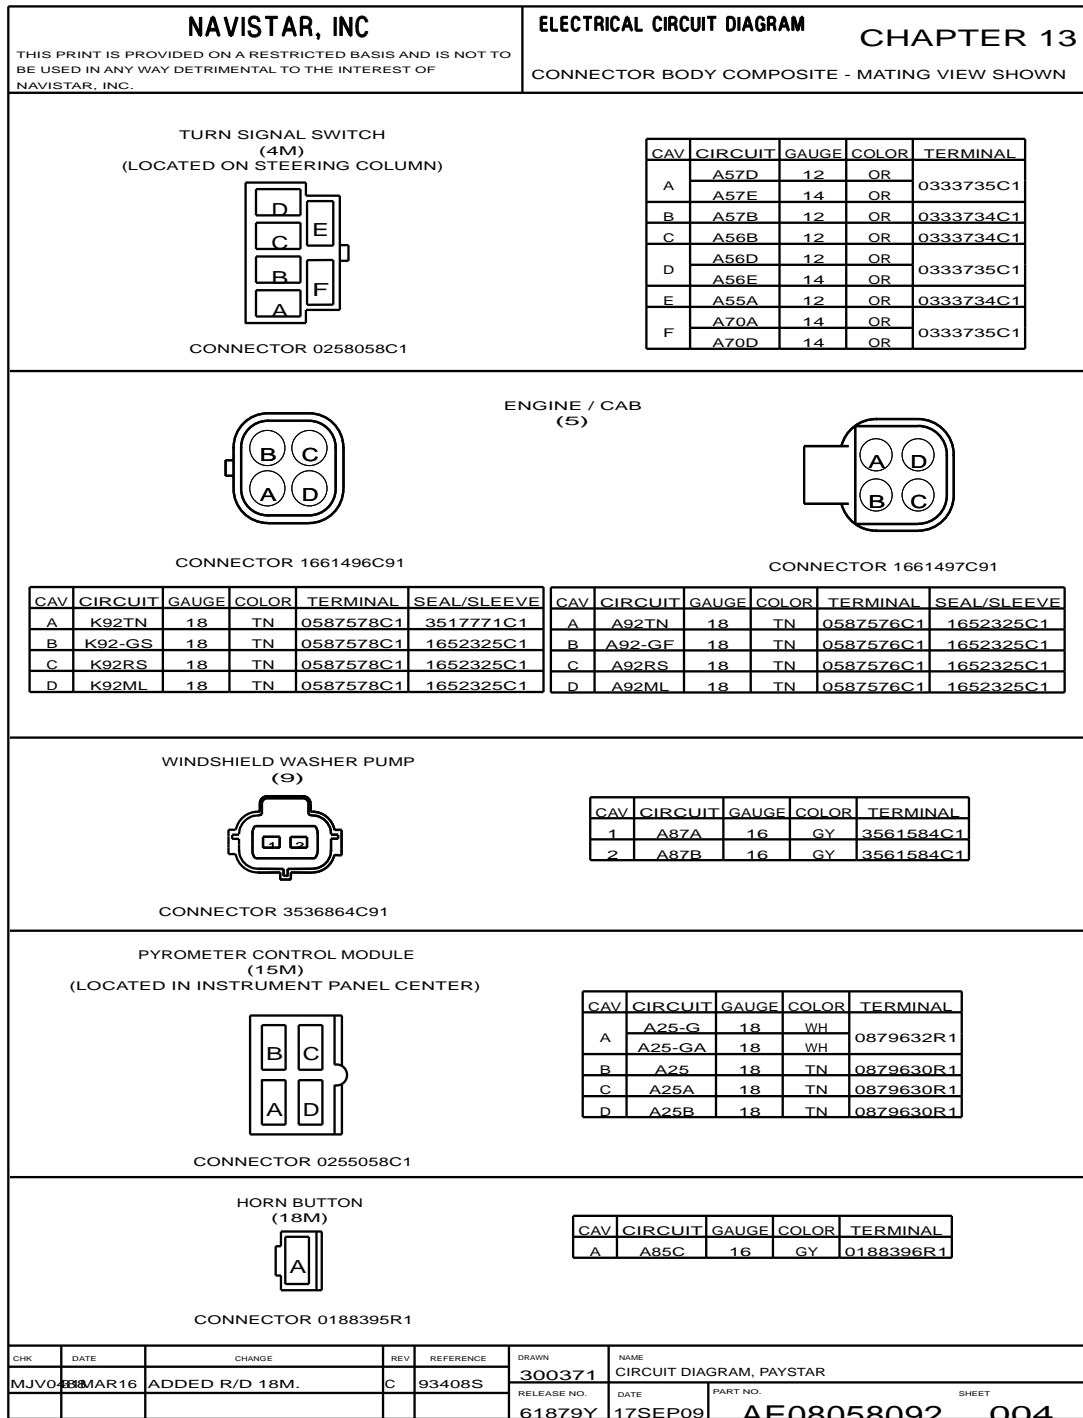 NAVISTAR, INC
THIS PRINT IS PROVIDED ON A RESTRICTED BASIS AND IS NOT TO
BE USED IN ANY WAY DETRIMENTAL TO THE INTEREST OF
NAVISTAR, INC.
ELECTRICAL CIRCUIT DIAGRAM
CHAPTER 13
CONNECTOR BODY COMPOSITE - MATING VIEW SHOWN
TURN SIGNAL SWITCH
(4M)
(LOCATED ON STEERING COLUMN)
D
C
B
A
E
F
CONNECTOR 0258058C1
CAV CIRCUIT GAUGE COLOR TERMINAL
A A57D 12 OR 0333735C1
A57E 14 OR
B A57B 12 OR 0333734C1
C A56B 12 OR 0333734C1
D A56D 12 OR 0333735C1
A56E 14 OR
E A55A 12 OR 0333734C1
F A70A 14 OR 0333735C1
A70D 14 OR
ENGINE / CAB
(5)
B C
A D
CONNECTOR 1661496C91
A D
B C
CONNECTOR 1661497C91
CAV CIRCUIT GAUGE COLOR TERMINAL SEAL/SLEEVE
A K92TN 18 TN 0587578C1 3517771C1
B K92-GS 18 TN 0587578C1 1652325C1
C K92RS 18 TN 0587578C1 1652325C1
D K92ML 18 TN 0587578C1 1652325C1
CAV CIRCUIT GAUGE COLOR TERMINAL SEAL/SLEEVE
A A92TN 18 TN 0587576C1 1652325C1
B A92-GF 18 TN 0587576C1 1652325C1
C A92RS 18 TN 0587576C1 1652325C1
D A92ML 18 TN 0587576C1 1652325C1
WINDSHIELD WASHER PUMP
(9)
1 2
CONNECTOR 3536864C91
CAV CIRCUIT GAUGE COLOR TERMINAL
1 A87A 16 GY 3561584C1
2 A87B 16 GY 3561584C1
PYROMETER CONTROL MODULE
(15M)
(LOCATED IN INSTRUMENT PANEL CENTER)
B C
A D
CONNECTOR 0255058C1
CAV CIRCUIT GAUGE COLOR TERMINAL
A A25-G 18 WH 0879632R1
A25-GA 18 WH
B A25 18 TN 0879630R1
C A25A 18 TN 0879630R1
D A25B 18 TN 0879630R1
HORN BUTTON
(18M)
A
CONNECTOR 0188395R1
CAV CIRCUIT GAUGE COLOR TERMINAL
A A85C 16 GY 0188396R1
CHK DATE CHANGE REV REFERENCE
ADDED R/D 18M. C 93408S
DRAWN
300371
NAME
CIRCUIT DIAGRAM, PAYSTAR
RELEASE NO.
61879Y
DATE
17SEP09
PART NO.
AE08058092
SHEET
004